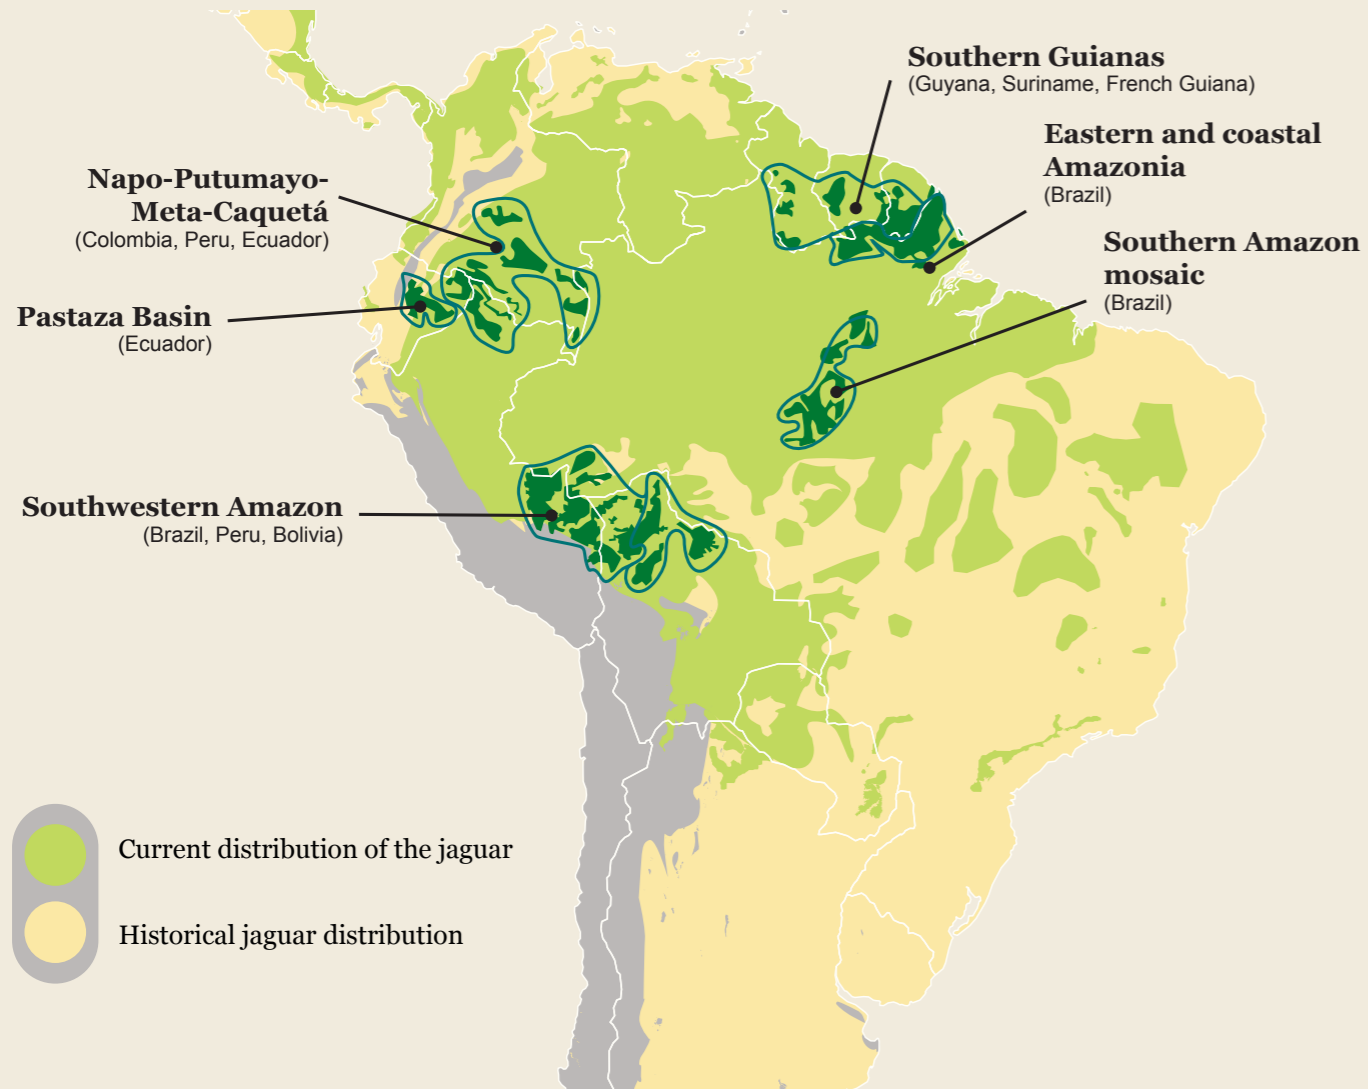 Southern Guianas
(Guyana, Suriname, French Guiana)
Eastern and coastal
Amazonia
(Brazil)
Napo-Putumayo-
Meta-Caquetá
(Colombia, Peru, Ecuador)
Southern Amazon
mosaic
(Brazil)
Pastaza Basin
(Ecuador)
Southwestern Amazon
(Brazil, Peru, Bolivia)
Current distribution of the jaguar
Historical jaguar distribution